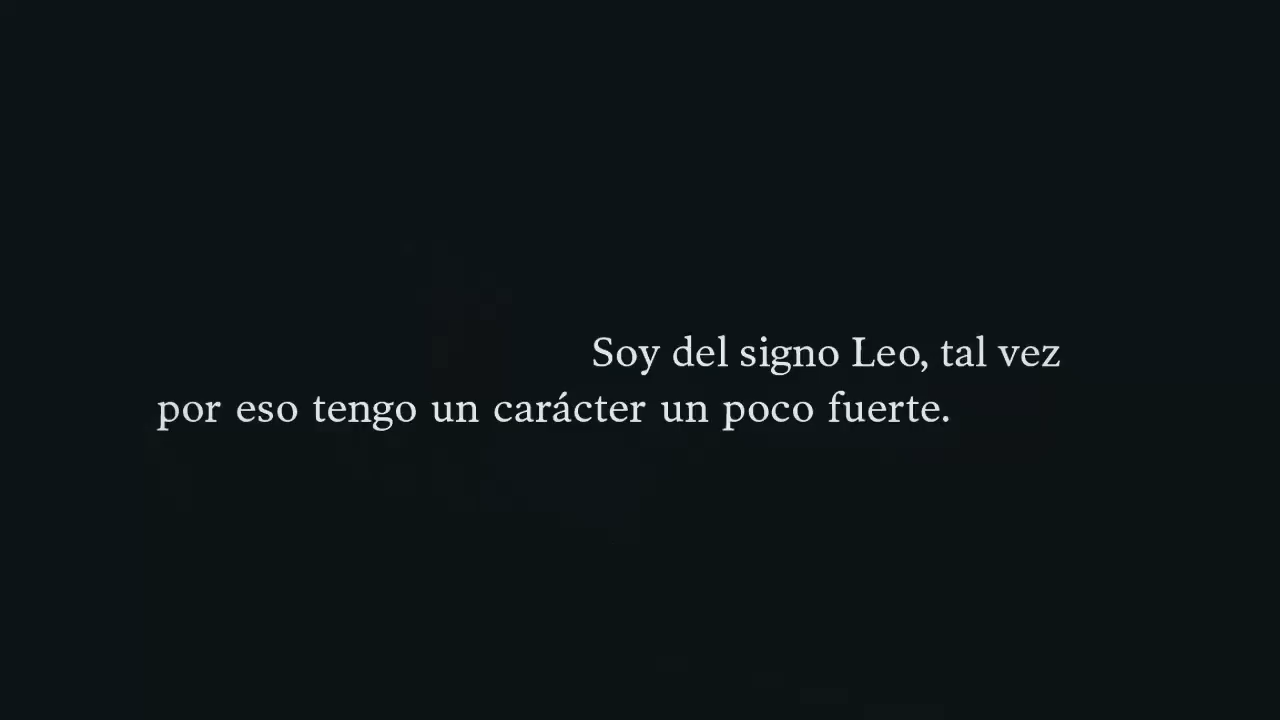 Soy del signo Leo, tal vez
por eso tengo un carácter un poco fuerte.